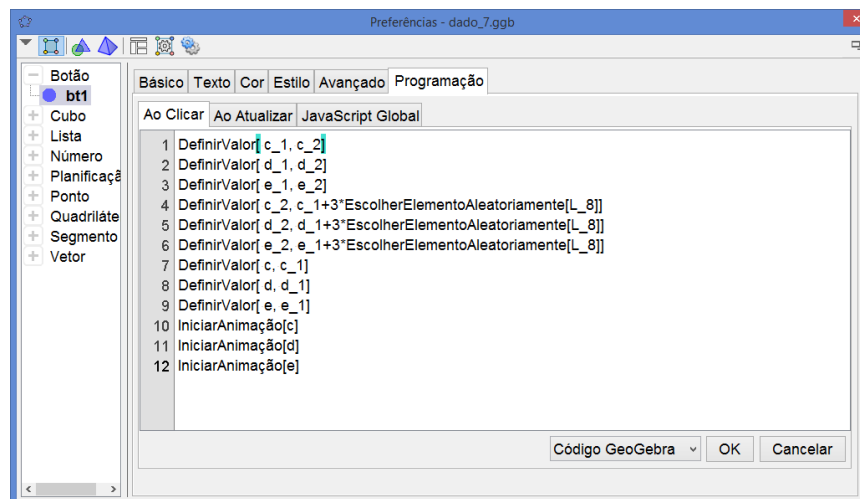 Preferências - dado_7.ggb
Botão
bt1
Cubo
Lista
Número
Planificaçã
Ponto
Quadriláte
Segmento
Vetor
Básico Texto Cor Estilo Avançado Programação
Ao Clicar Ao Atualizar JavaScript Global
1 DefinirValor[ c_1, c_2]
2 DefinirValor[ d_1, d_2]
3 DefinirValor[ e_1, e_2]
4 DefinirValor[ c_2, c_1+3*EscolherElementoAleatoriamente[L_8]]
5 DefinirValor[ d_2, d_1+3*EscolherElementoAleatoriamente[L_8]]
6 DefinirValor[ e_2, e_1+3*EscolherElementoAleatoriamente[L_8]]
7 DefinirValor[ c, c_1]
8 DefinirValor[ d, d_1]
9 DefinirValor[ e, e_1]
10 IniciarAnimação[c]
11 IniciarAnimação[d]
12 IniciarAnimação[e]
Código GeoGebra OK Cancelar